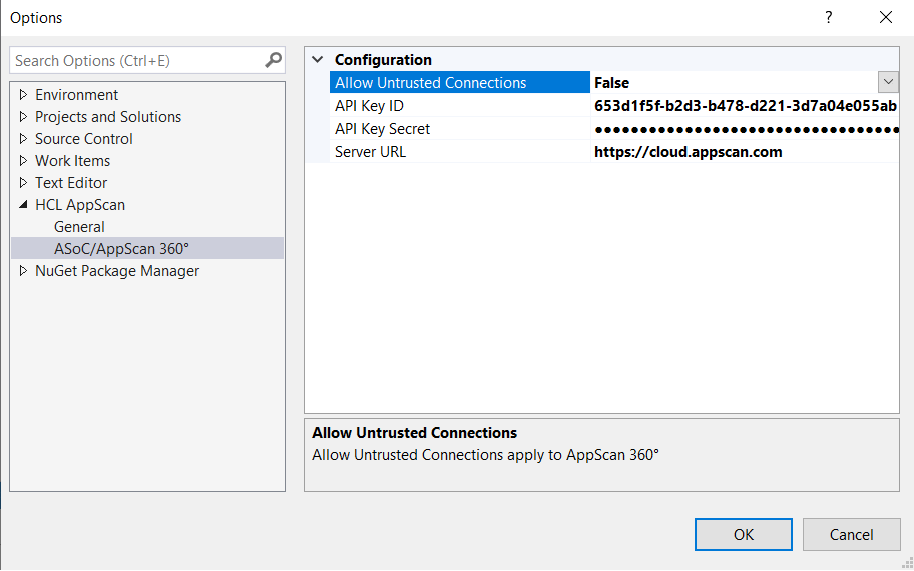 Options
?
Search Options (Ctrl+E)
Environment
Projects and Solutions
Source Control
Work Items
Text Editor
HCL AppScan
General
ASoC/AppScan 360°
NuGet Package Manager
Configuration
Allow Untrusted Connections False
API Key ID 653d1f5f-b2d3-b478-d221-3d7a04e055ab
API Key Secret ●●●●●●●●●●●●●●●●●●●●●●●●●●●●●●●●●●
Server URL https://cloud.appscan.com
Allow Untrusted Connections
Allow Untrusted Connections apply to AppScan 360°
OK Cancel